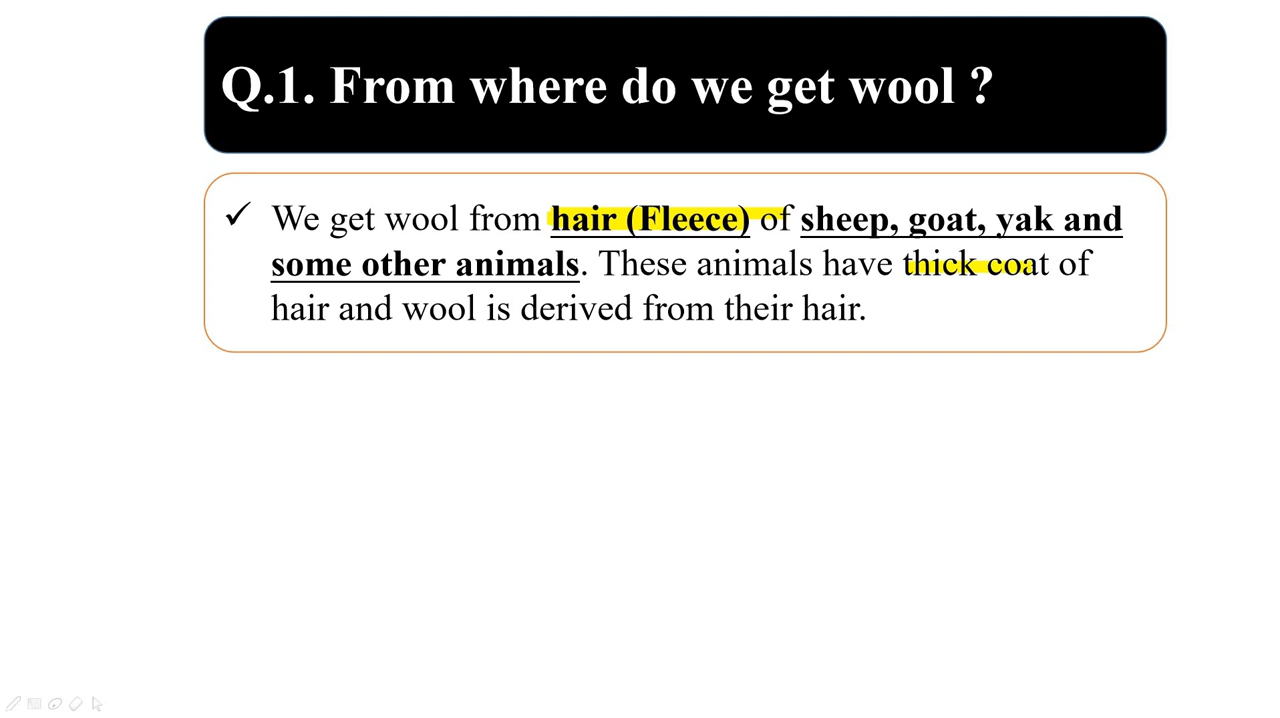 Q.1. From where do we get wool ?
✓ We get wool from hair (Fleece) of sheep, goat, yak and
some other animals. These animals have thick coat of
hair and wool is derived from their hair.